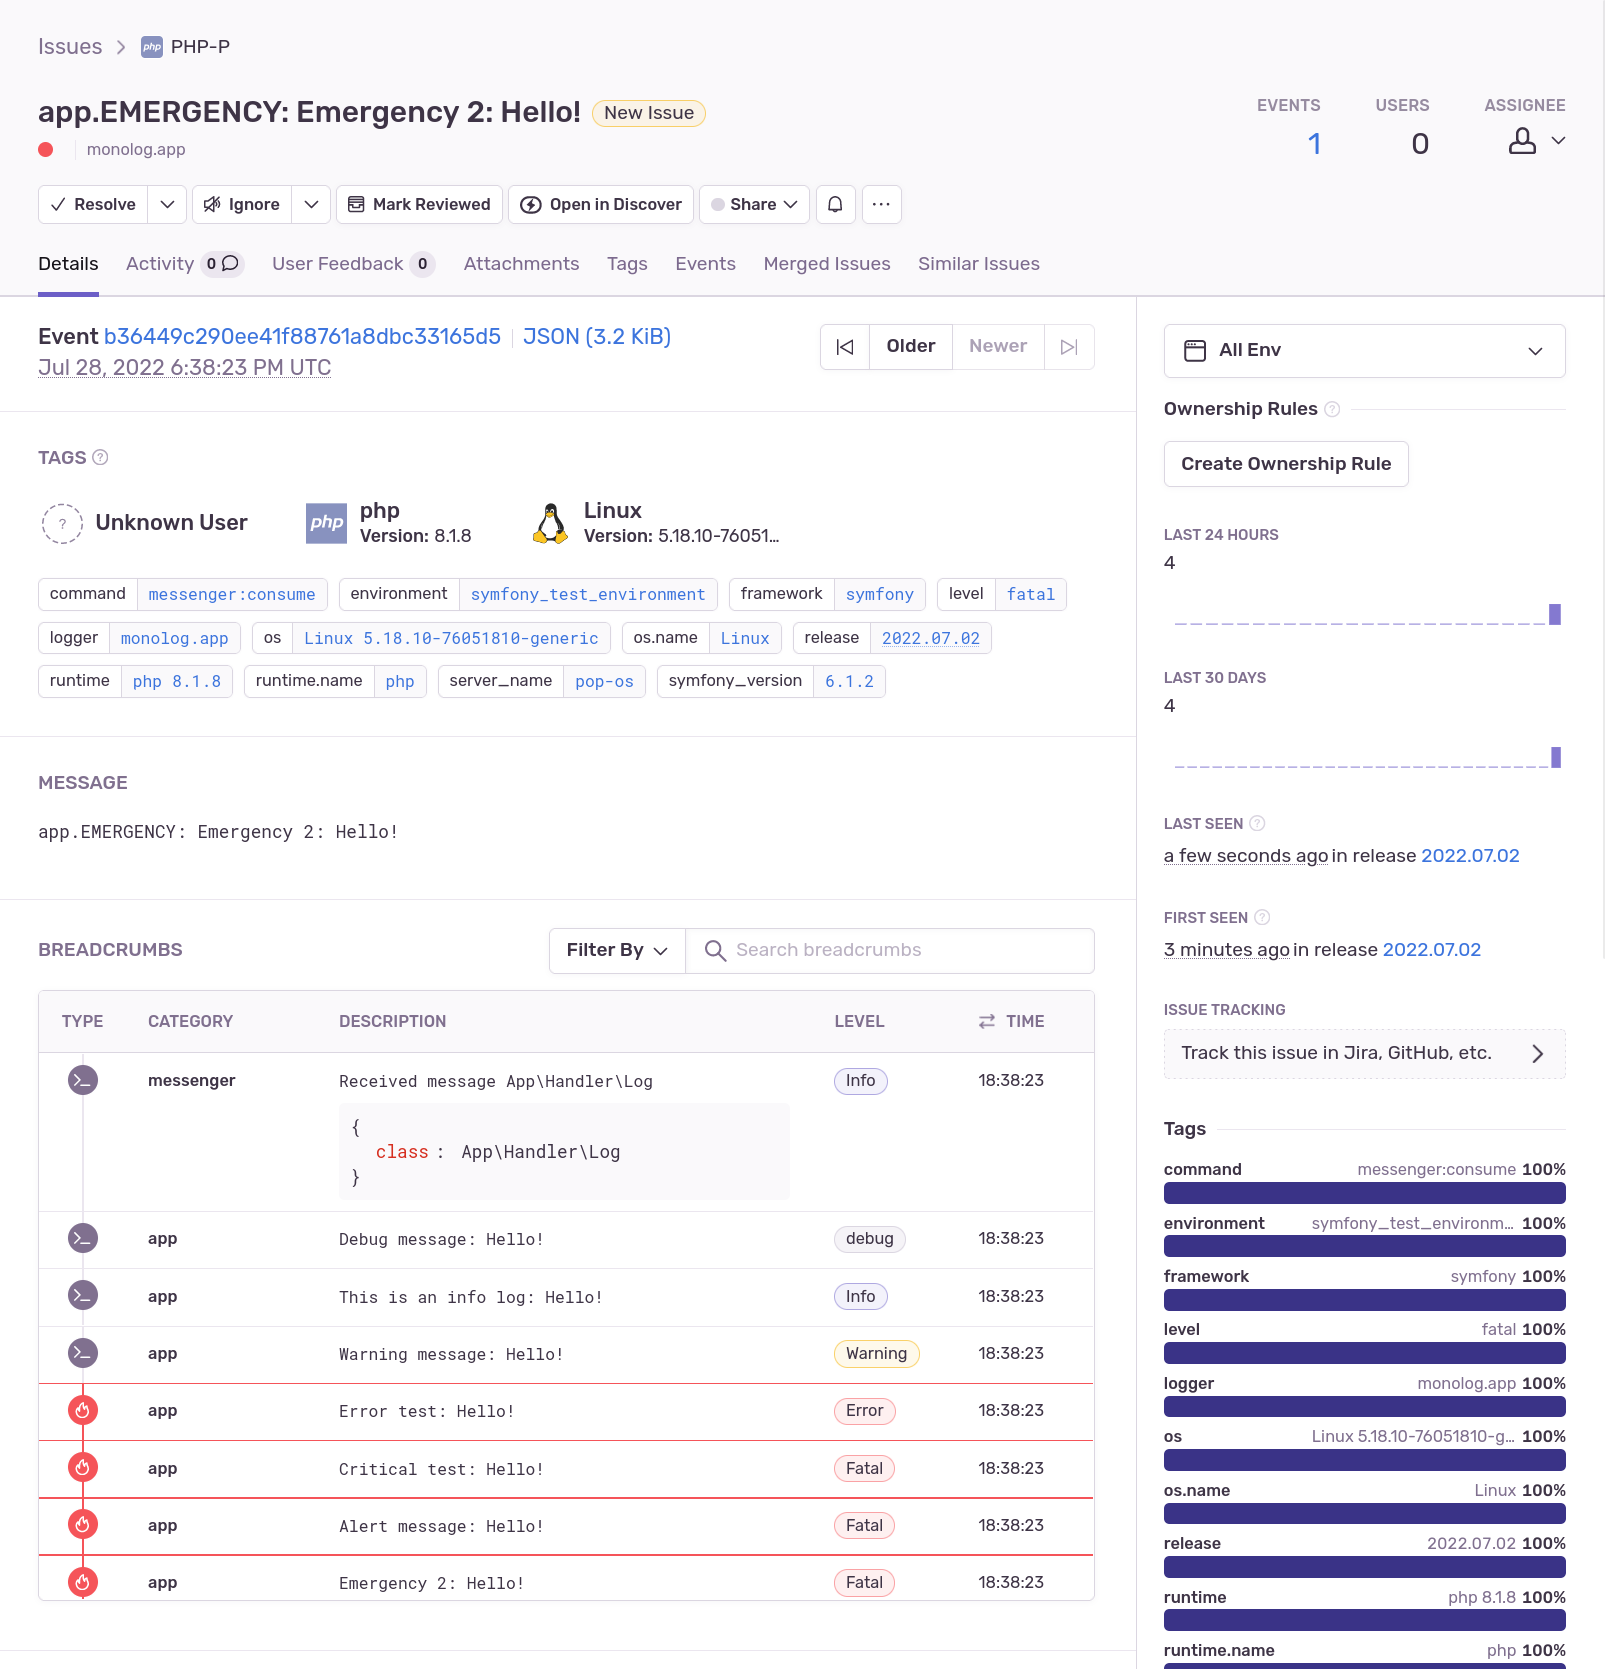 Issues > php PHP-P
app.EMERGENCY: Emergency 2: Hello! New Issue
monolog.app
EVENTS USERS ASSIGNEE
1 0
Resolve Ignore Mark Reviewed Open in Discover Share ...
Details Activity 0 User Feedback 0 Attachments Tags Events Merged Issues Similar Issues
Event b36449c290ee41f88761a8dbc33165d5 JSON (3.2 KiB)
Jul 28, 2022 6:38:23 PM UTC
Older Newer
TAGS ?
? Unknown User
php php
Version: 8.1.8
Linux
Version: 5.18.10-76051...
command messenger:consume environment symfony_test_environment framework symfony level fatal
logger monolog.app os Linux 5.18.10-76051810-generic os.name Linux release 2022.07.02
runtime php 8.1.8 runtime.name php server_name pop-os symfony_version 6.1.2
MESSAGE
app.EMERGENCY: Emergency 2: Hello!
BREADCRUMBS
Filter By Search breadcrumbs
TYPE CATEGORY DESCRIPTION LEVEL TIME
messenger Received message App\Handler\Log Info 18:38:23
{
class : App\Handler\Log
}
app Debug message: Hello! debug 18:38:23
app This is an info log: Hello! Info 18:38:23
app Warning message: Hello! Warning 18:38:23
app Error test: Hello! Error 18:38:23
app Critical test: Hello! Fatal 18:38:23
app Alert message: Hello! Fatal 18:38:23
app Emergency 2: Hello! Fatal 18:38:23
All Env
Ownership Rules ?
Create Ownership Rule
LAST 24 HOURS
4
LAST 30 DAYS
4
LAST SEEN ?
a few seconds ago in release 2022.07.02
FIRST SEEN ?
3 minutes ago in release 2022.07.02
ISSUE TRACKING
Track this issue in Jira, GitHub, etc.
Tags
command messenger:consume 100%
environment symfony_test_environm... 100%
framework symfony 100%
level fatal 100%
logger monolog.app 100%
os Linux 5.18.10-76051810-g... 100%
os.name Linux 100%
release 2022.07.02 100%
runtime php 8.1.8 100%
runtime.name php 100%